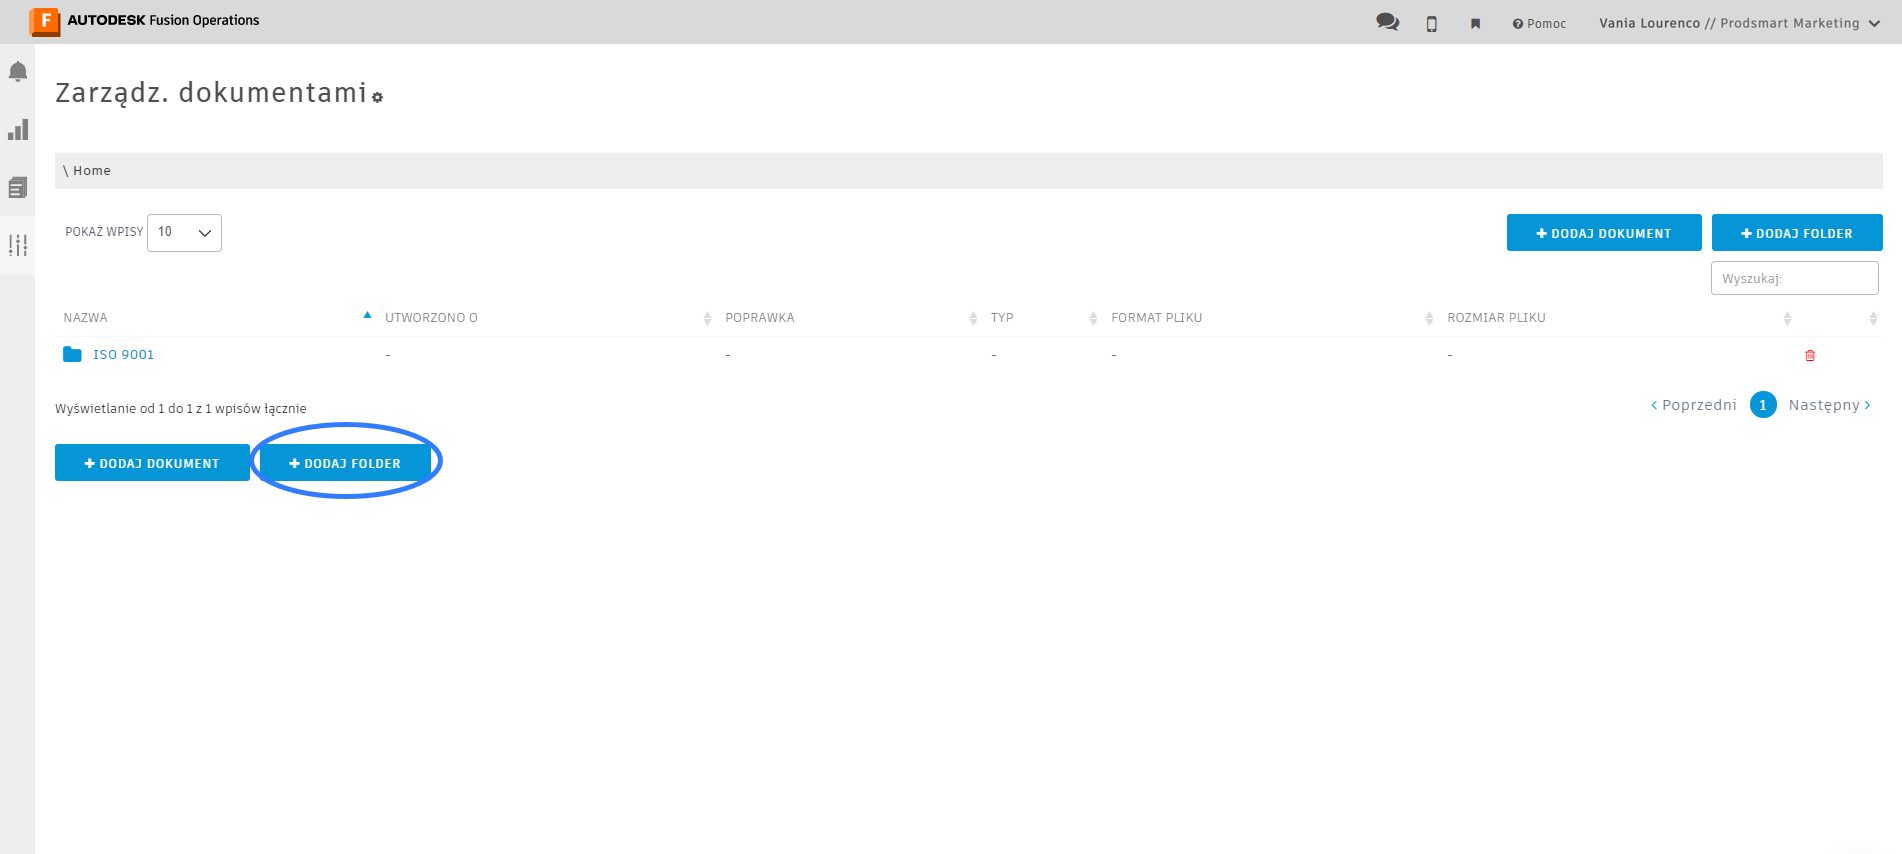 F AUTODESK Fusion Operations
Pomoc
Vania Lourenco // Prodsmart Marketing
Zarządz. dokumentami
\ Home
POKAŻ WPISY 10
DODAJ DOKUMENT
DODAJ FOLDER
Wyszukaj:
NAZWA UTWORZONO O POPRAWKA TYP FORMAT PLIKU ROZMIAR PLIKU
ISO 9001 - - - - -
Wyświetlanie od 1 do 1 z 1 wpisów łącznie
Poprzedni 1 Następny
DODAJ DOKUMENT
DODAJ FOLDER